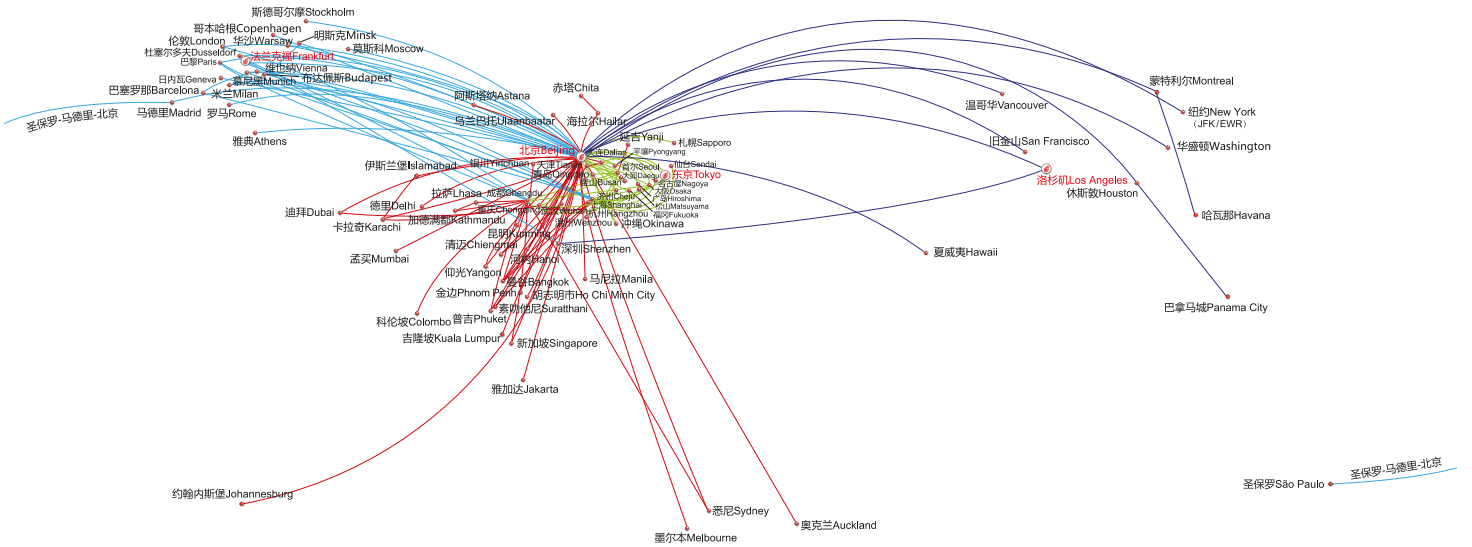 斯德哥尔摩Stockholm
哥本哈根Copenhagen
伦敦London
华沙Warsaw
明斯克Minsk
莫斯科Moscow
杜塞尔多夫Dusseldorf
法兰克福Frankfurt
巴黎Paris
维也纳Vienna
日内瓦Geneva
慕尼黑Munich
布达佩斯Budapest
巴塞罗那Barcelona
米兰Milan
马德里Madrid
罗马Rome
圣保罗-马德里-北京
雅典Athens
阿斯塔纳Astana
赤塔Chita
乌兰巴托Ulaanbaatar
海拉尔Hailar
延吉Yanji
札幌Sapporo
北京Beijing
大连Dalian
平壤Pyongyang
伊斯兰堡Islamabad
银川Yinchuan
天津Tianjin
首尔Seoul
仙台Sendai
青岛Qingdao
大邱Daegu
东京Tokyo
釜山Busan
名古屋Nagoya
拉萨Lhasa
成都Chengdu
济州Cheju
大阪Osaka
广岛Hiroshima
德里Delhi
重庆Chongqing
武汉Wuhan
上海Shanghai
松山Matsuyama
迪拜Dubai
加德满都Kathmandu
杭州Hangzhou
福冈Fukuoka
卡拉奇Karachi
温州Wenzhou
冲绳Okinawa
昆明Kunming
清迈Chiengmai
深圳Shenzhen
孟买Mumbai
河内Hanoi
仰光Yangon
曼谷Bangkok
马尼拉Manila
金边Phnom Penh
胡志明市Ho Chi Minh City
素叻他尼Suratthani
科伦坡Colombo
普吉Phuket
吉隆坡Kuala Lumpur
新加坡Singapore
雅加达Jakarta
约翰内斯堡Johannesburg
悉尼Sydney
奥克兰Auckland
墨尔本Melbourne
蒙特利尔Montreal
温哥华Vancouver
纽约New York
(JFK/EWR)
旧金山San Francisco
华盛顿Washington
洛杉矶Los Angeles
休斯敦Houston
哈瓦那Havana
夏威夷Hawaii
巴拿马城Panama City
圣保罗-马德里-北京
圣保罗São Paulo